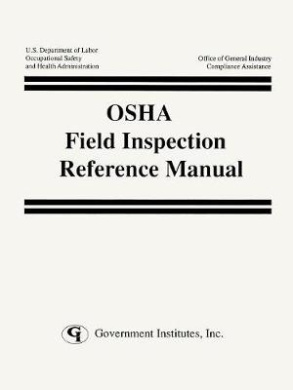 U.S. Department of Labor
Occupational Safety
and Health Administration
Office of General Industry
Compliance Assistance
OSHA
Field Inspection
Reference Manual
GI Government Institutes, Inc.